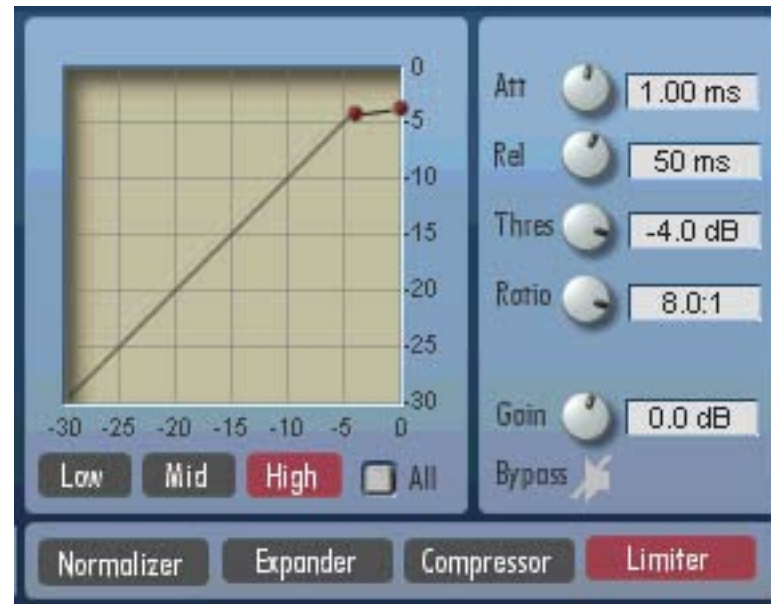 0
-5
-10
-15
-20
-25
-30
-30 -25 -20 -15 -10 -5 0
Low Mid High All
Att 1.00 ms
Rel 50 ms
Thres -4.0 dB
Ratio 8.0:1
Gain 0.0 dB
Bypass
Normalizer Expander Compressor Limiter